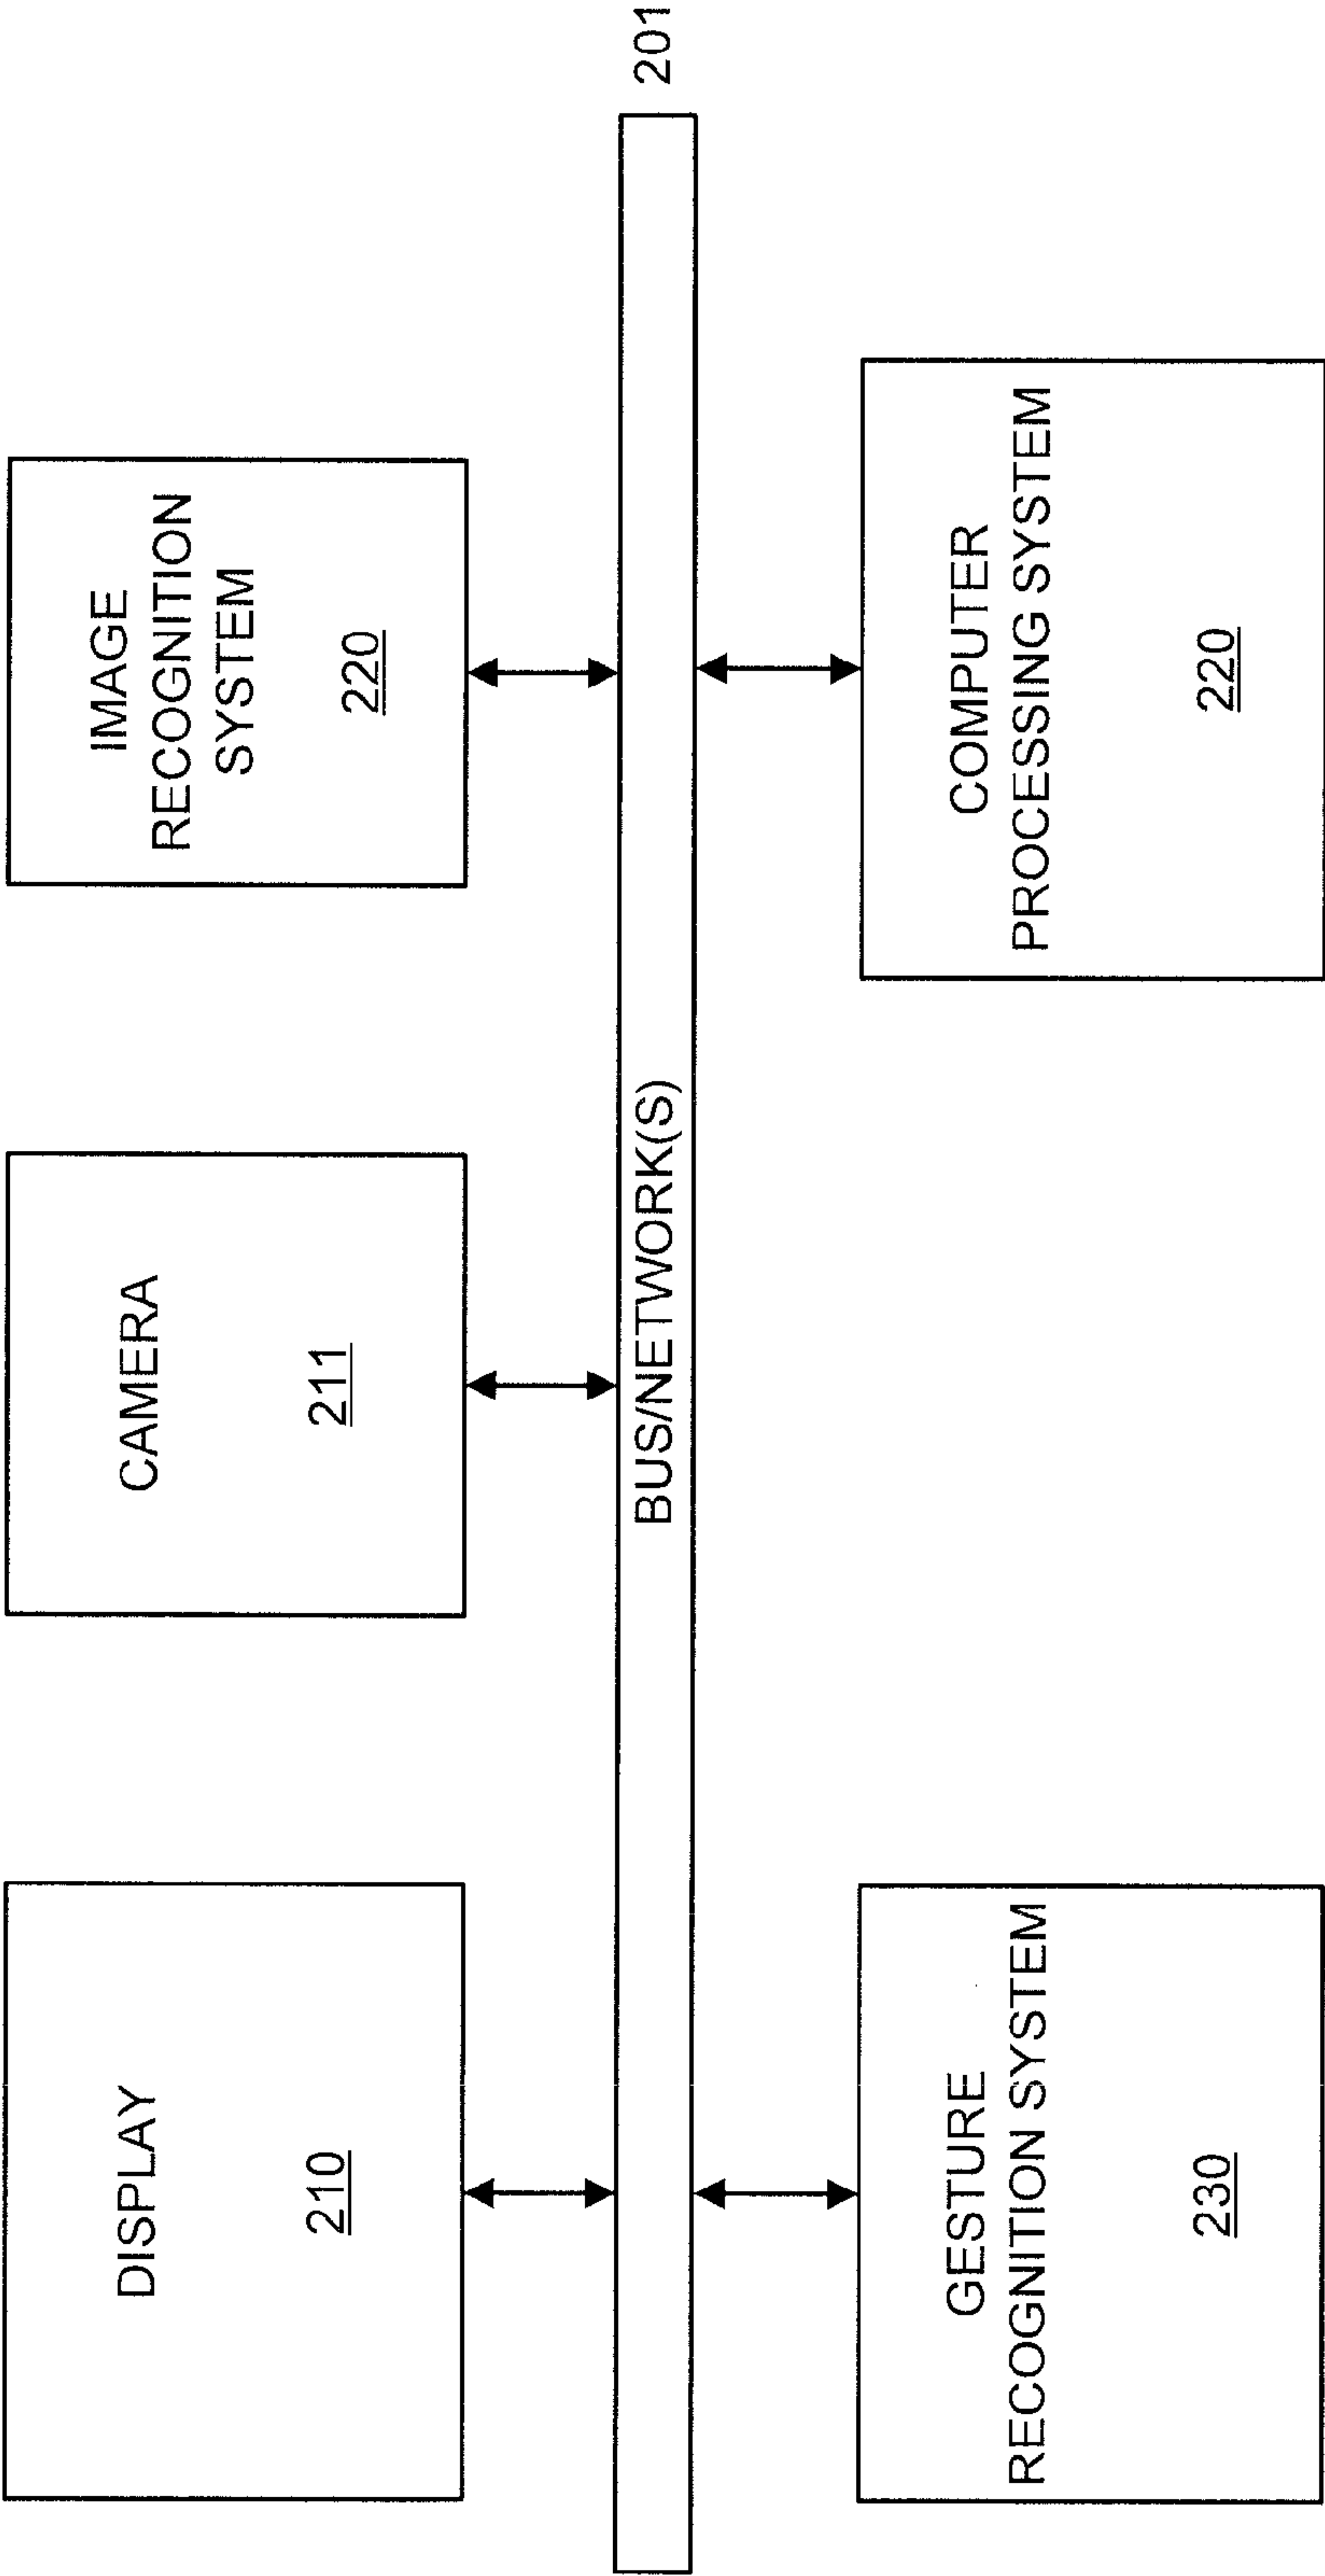 DISPLAY
210
CAMERA
211
IMAGE
RECOGNITION
SYSTEM
220
BUS/NETWORK(S)
201
GESTURE
RECOGNITION SYSTEM
230
COMPUTER
PROCESSING SYSTEM
220